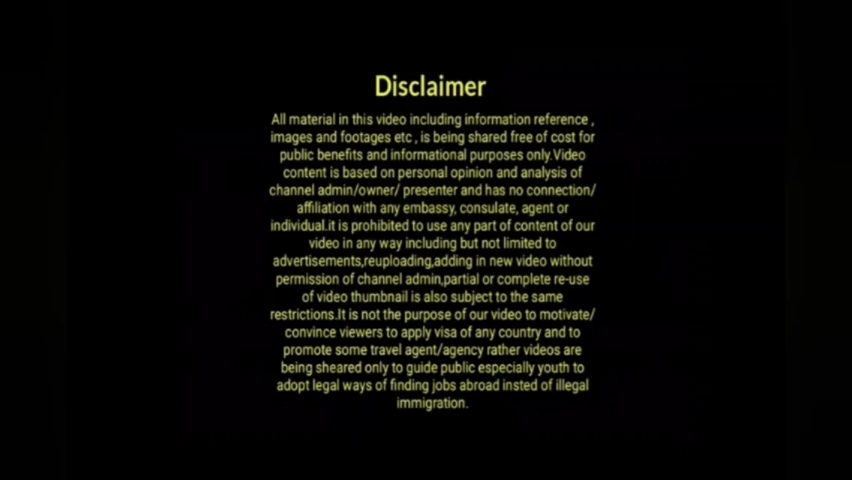 Disclaimer
All material in this video including information reference ,
images and footages etc , is being shared free of cost for
public benefits and informational purposes only.Video
content is based on personal opinion and analysis of
channel admin/owner/ presenter and has no connection/
affiliation with any embassy, consulate, agent or
individual.it is prohibited to use any part of content of our
video in any way including but not limited to
advertisements,reuploading,adding in new video without
permission of channel admin,partial or complete re-use
of video thumbnail is also subject to the same
restrictions.It is not the purpose of our video to motivate/
convince viewers to apply visa of any country and to
promote some travel agent/agency rather videos are
being sheared only to guide public especially youth to
adopt legal ways of finding jobs abroad insted of illegal
immigration.